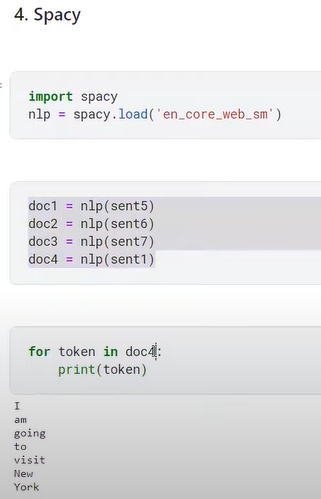 4. Spacy
import spacy
nlp = spacy.load('en_core_web_sm')
doc1 = nlp(sent5)
doc2 = nlp(sent6)
doc3 = nlp(sent7)
doc4 = nlp(sent1)
for token in doc4:
    print(token)
I
am
going
to
visit
New
York